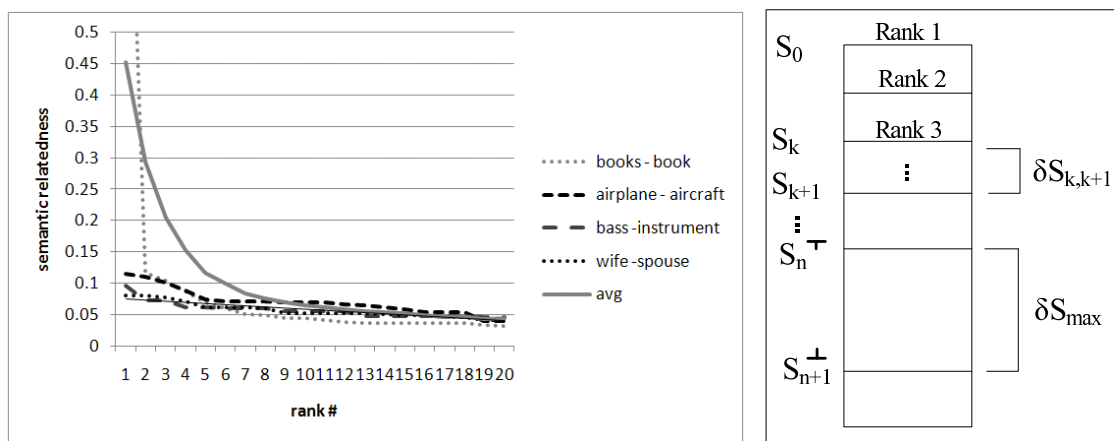 0.5
0.45
0.4
0.35
0.3
0.25
0.2
0.15
0.1
0.05
0
semantic relatedness
1 2 3 4 5 6 7 8 9 10 11 12 13 14 15 16 17 18 19 20
rank #
books - book
airplane - aircraft
bass -instrument
wife -spouse
avg
S0
Rank 1
Rank 2
Rank 3
Sk
Sk+1
δSk,k+1
Sn
δSmax
Sn+1